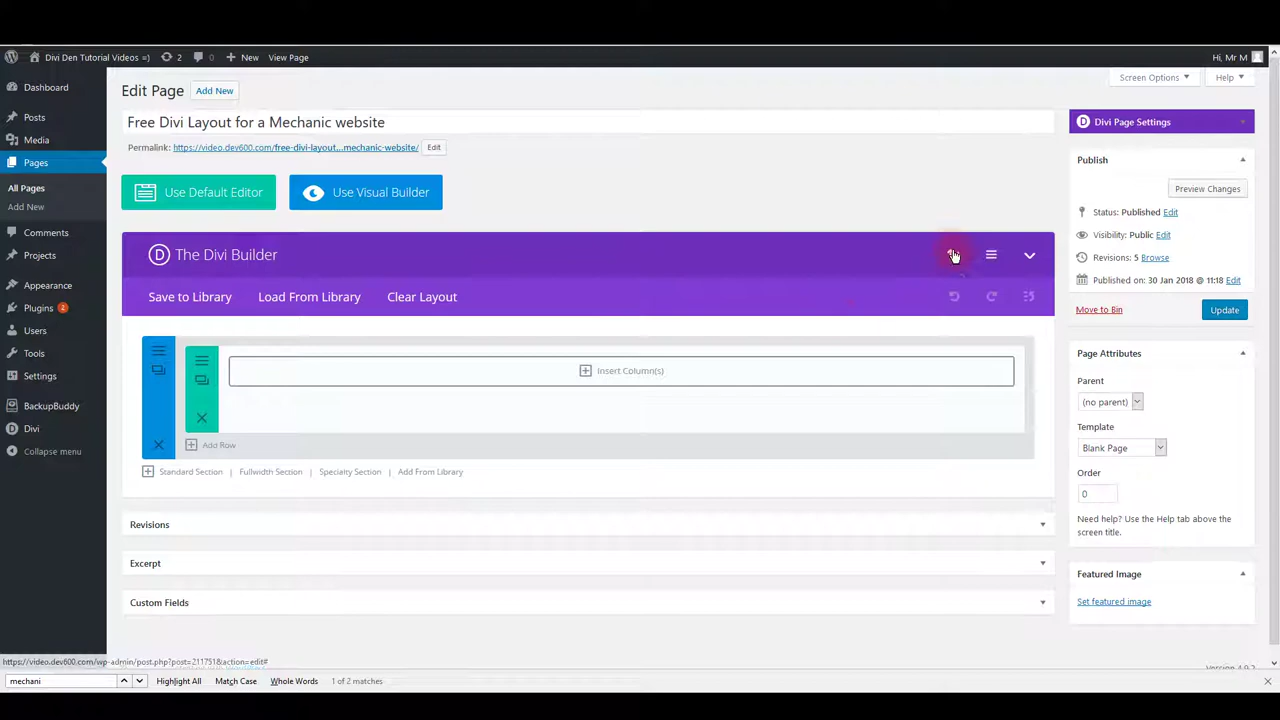 Divi Den Tutorial Videos =) 2 0 New View Page Hi, Mr M
Screen Options Help
Dashboard
Posts
Media
Pages
All Pages
Add New
Comments
Projects
Appearance
Plugins 2
Users
Tools
Settings
BackupBuddy
Divi
Collapse menu
Edit Page Add New
Free Divi Layout for a Mechanic website
Permalink: https://video.dev600.com/free-divi-layout...mechanic-website/ Edit
Use Default Editor Use Visual Builder
D The Divi Builder
Save to Library Load From Library Clear Layout
Insert Column(s)
Add Row
Standard Section | Fullwidth Section | Specialty Section | Add From Library
Revisions
Excerpt
Custom Fields
D Divi Page Settings
Publish
Preview Changes
Status: Published Edit
Visibility: Public Edit
Revisions: 5 Browse
Published on: 30 Jan 2018 @ 11:18 Edit
Move to Bin Update
Page Attributes
Parent
(no parent)
Template
Blank Page
Order
0
Need help? Use the Help tab above the
screen title.
Featured Image
Set featured image
https://video.dev600.com/wp-admin/post.php?post=211751&action=edit#
Version 4.9.2
mechani Highlight All Match Case Whole Words 1 of 2 matches